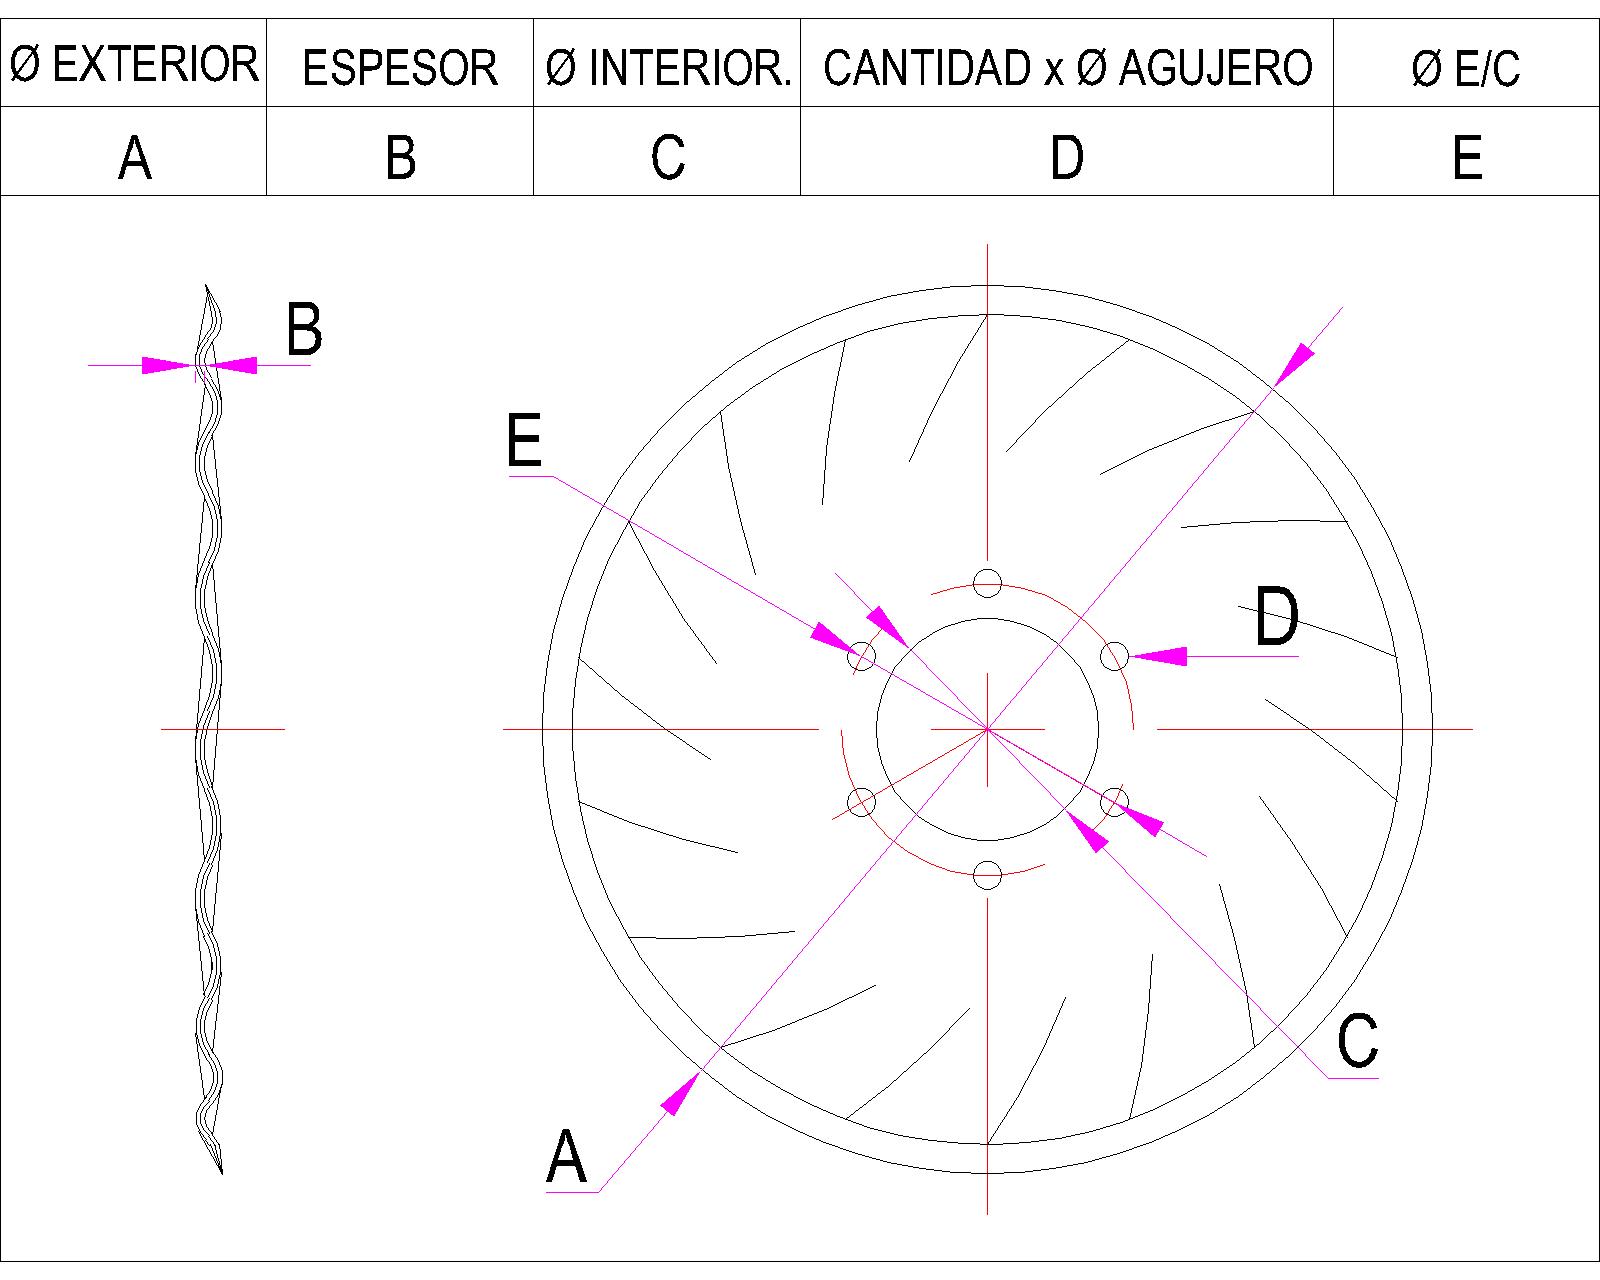 Ø EXTERIOR ESPESOR Ø INTERIOR. CANTIDAD x Ø AGUJERO Ø E/C
A B C D E
B
E
D
C
A